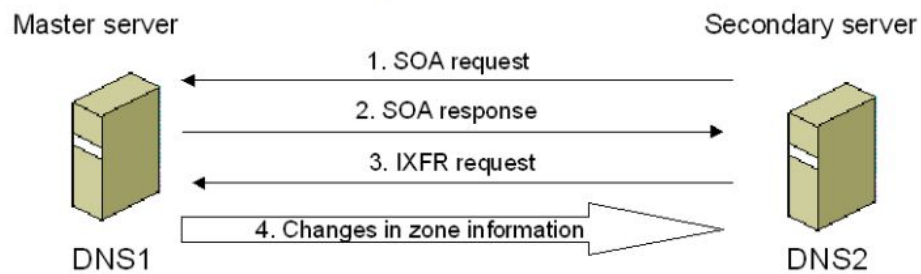 Master server
Secondary server
1. SOA request
2. SOA response
3. IXFR request
4. Changes in zone information
DNS1
DNS2